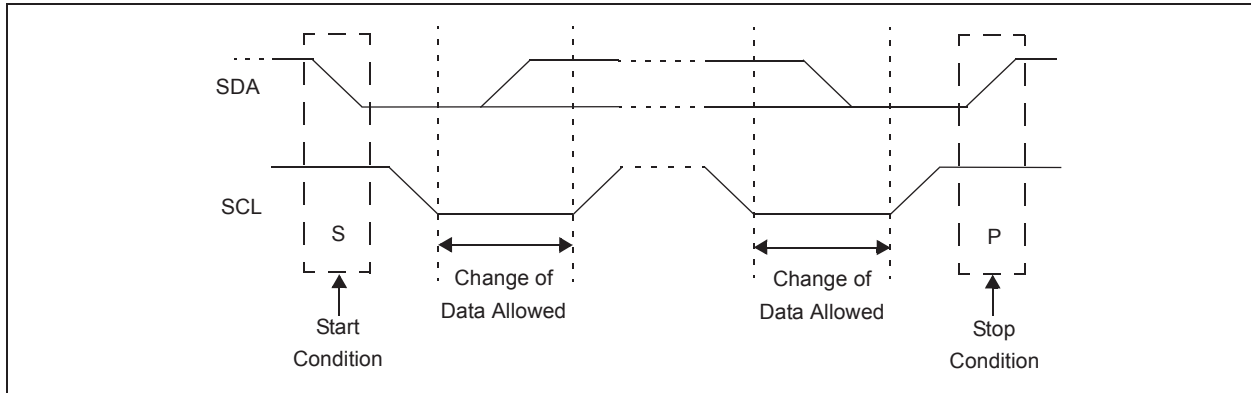 SDA
SCL
S
P
Change of
Data Allowed
Change of
Data Allowed
Start
Condition
Stop
Condition